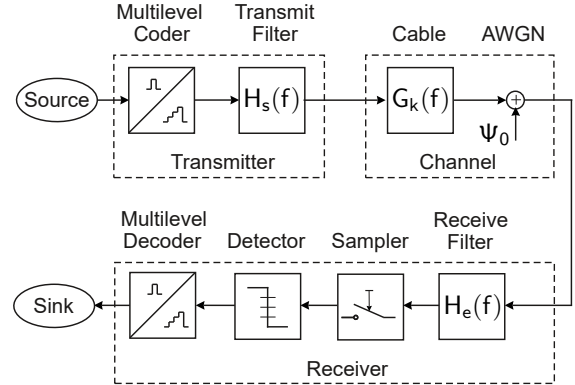 Multilevel
Coder
Transmit
Filter
Cable
AWGN
Source
Hₛ(f)
Gₖ(f)
+
Ψ₀
Transmitter
Channel
Multilevel
Decoder
Detector
Sampler
Receive
Filter
Sink
Hₑ(f)
Receiver